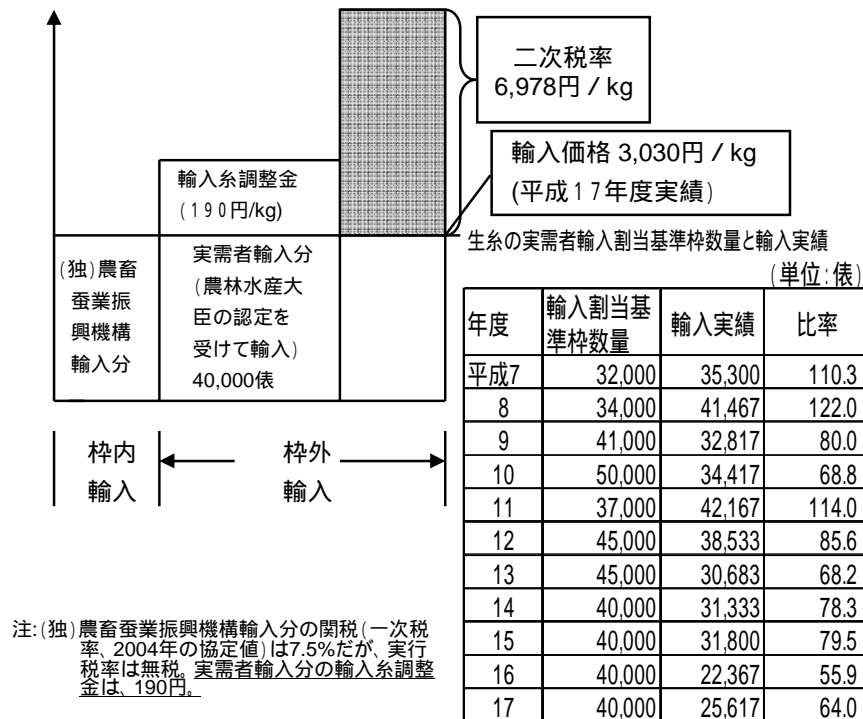 二次税率
6,978円 / kg
輸入価格 3,030円 / kg
(平成17年度実績)
輸入糸調整金
(190円/kg)
(独)農畜
蚕業振
興機構
輸入分
実需者輸入分
(農林水産大
臣の認定を
受けて輸入)
40,000俵
枠内
輸入
枠外
輸入
生糸の実需者輸入割当基準枠数量と輸入実績
(単位:俵)
年度 輸入割当基準枠数量 輸入実績 比率
平成7 32,000 35,300 110.3
8 34,000 41,467 122.0
9 41,000 32,817 80.0
10 50,000 34,417 68.8
11 37,000 42,167 114.0
12 45,000 38,533 85.6
13 45,000 30,683 68.2
14 40,000 31,333 78.3
15 40,000 31,800 79.5
16 40,000 22,367 55.9
17 40,000 25,617 64.0
注:(独)農畜蚕業振興機構輸入分の関税(一次税
率、2004年の協定値)は7.5%だが、実行
税率は無税。実需者輸入分の輸入糸調整
金は、190円。